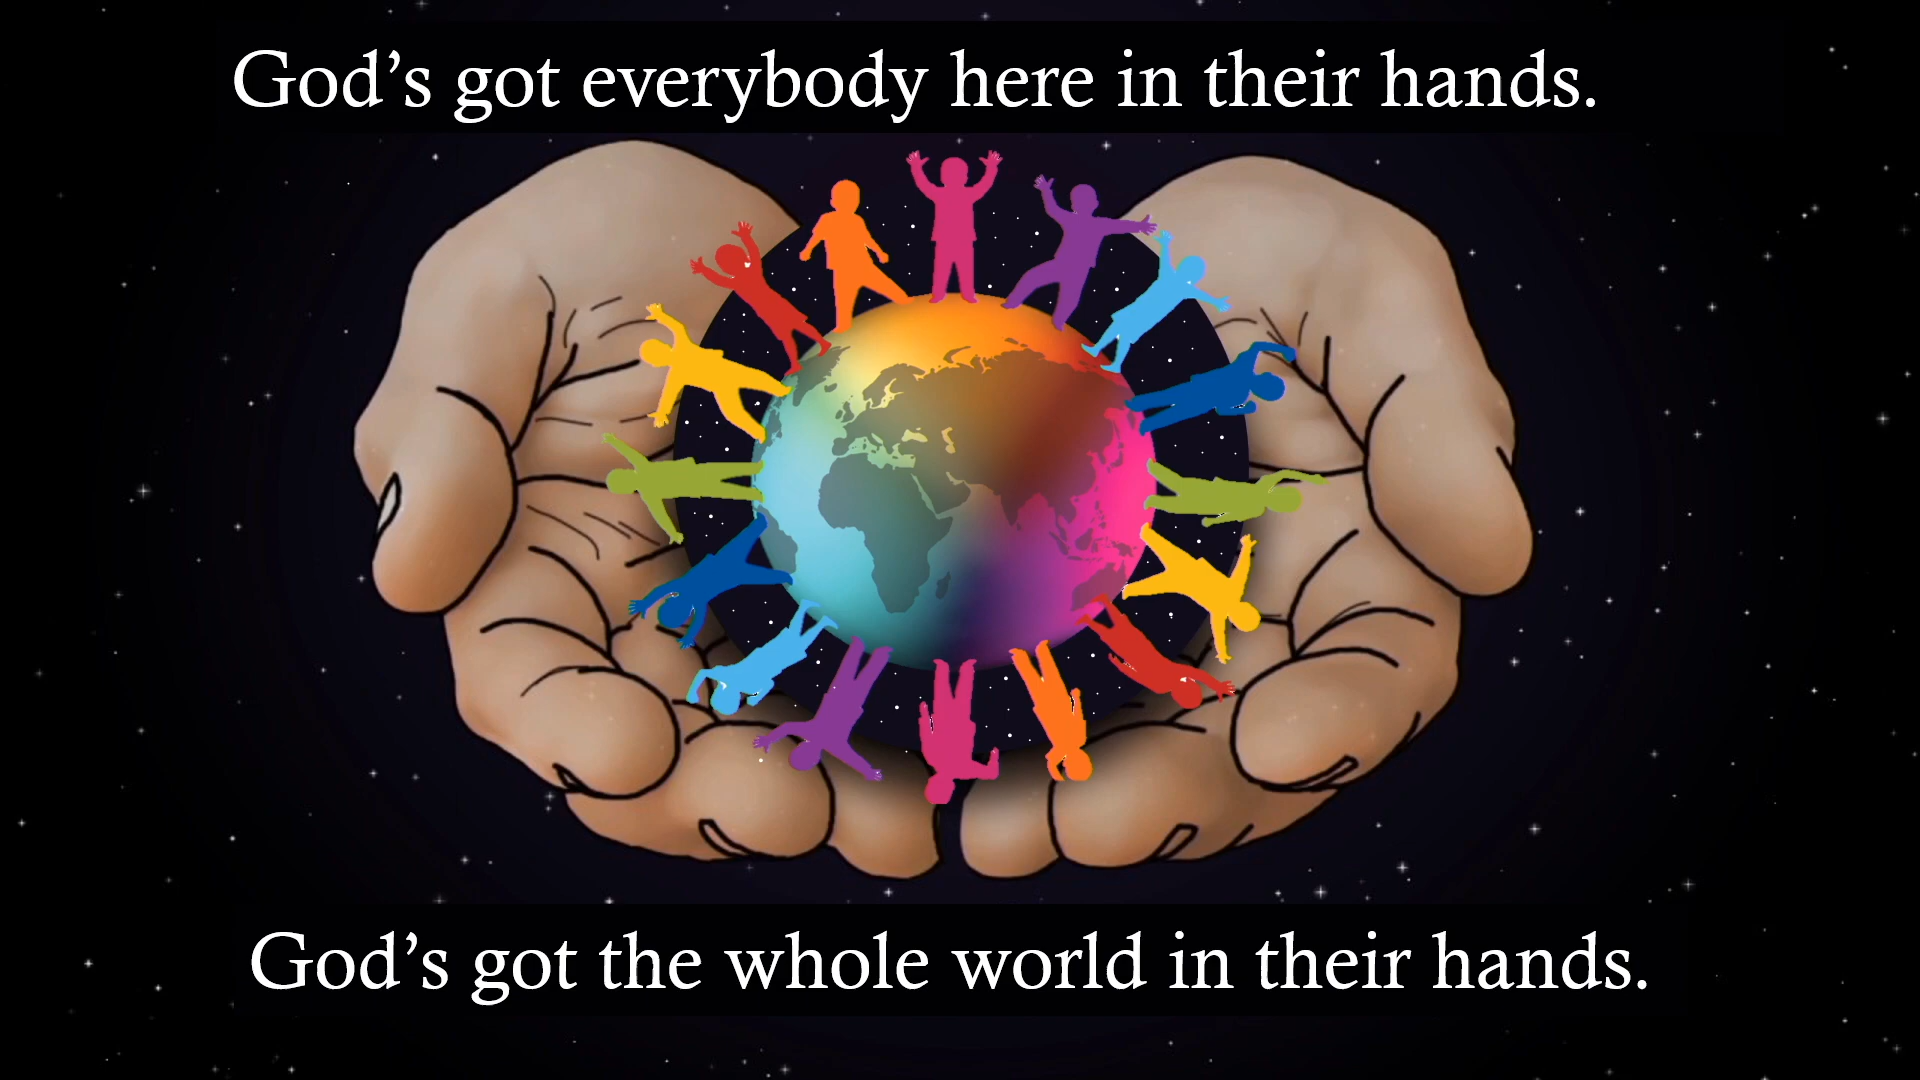 God’s got everybody here in their hands.
God’s got the whole world in their hands.